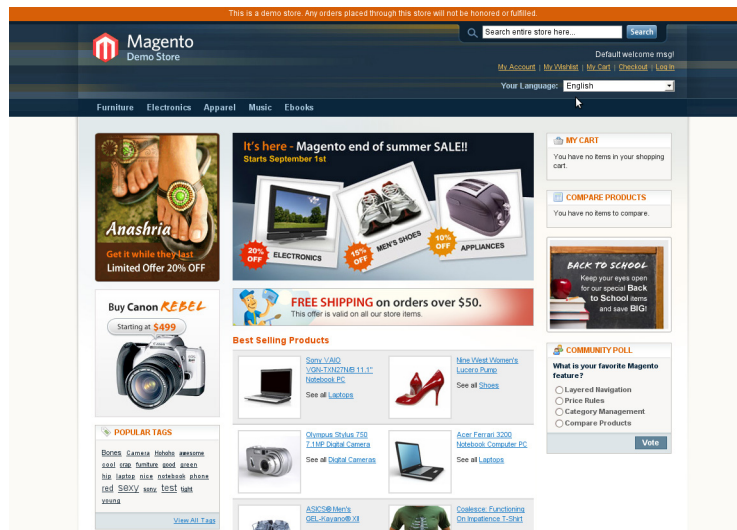 This is a demo store. Any orders placed through this store will not be honored or fulfilled.
Magento
Demo Store
Search entire store here...
Search
Default welcome msg!
My Account | My Wishlist | My Cart | Checkout | Log In
Your Language: English
Furniture Electronics Apparel Music Ebooks
Anashria
Get it while they last
Limited Offer 20% OFF
Buy Canon REBEL
Starting at $499
POPULAR TAGS
Bones Camera Hohoho awesome
cool crap furniture good green
hip laptop nice notebook phone
red sexy sony test tight
young
View All Tags
It's here - Magento end of summer SALE!!
Starts September 1st
20% OFF
ELECTRONICS
15% OFF
MEN'S SHOES
10% OFF
APPLIANCES
FREE SHIPPING on orders over $50.
This offer is valid on all our store items.
Best Selling Products
Sony VAIO
VGN-TXN27N/B 11.1"
Notebook PC
See all Laptops
Nine West Women's
Lucero Pump
See all Shoes
Olympus Stylus 750
7.1MP Digital Camera
See all Digital Cameras
Acer Ferrari 3200
Notebook Computer PC
See all Laptops
ASICS® Men's
GEL-Kayano® XII
Coalesce: Functioning
On Impatience T-Shirt
MY CART
You have no items in your shopping
cart.
COMPARE PRODUCTS
You have no items to compare.
BACK TO SCHOOL
Keep your eyes open
for our special Back
to School items
and save BIG!
COMMUNITY POLL
What is your favorite Magento
feature?
Layered Navigation
Price Rules
Category Management
Compare Products
Vote